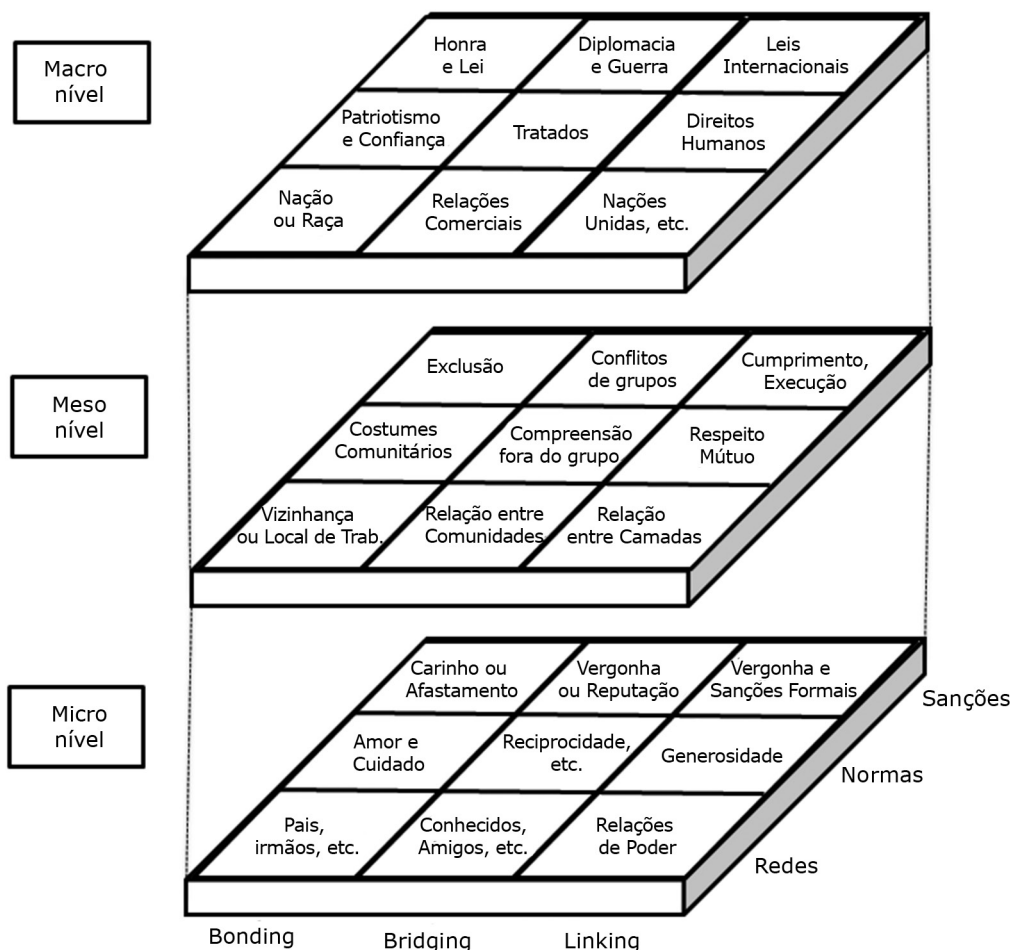 Macro
nível
Honra
e Lei
Diplomacia
e Guerra
Leis
Internacionais
Patriotismo
e Confiança
Tratados
Direitos
Humanos
Nação
ou Raça
Relações
Comerciais
Nações
Unidas, etc.
Meso
nível
Exclusão
Conflitos
de grupos
Cumprimento,
Execução
Costumes
Comunitários
Compreensão
fora do grupo
Respeito
Mútuo
Vizinhança
ou Local de Trab.
Relação entre
Comunidades
Relação
entre Camadas
Micro
nível
Carinho ou
Afastamento
Vergonha
ou Reputação
Vergonha e
Sanções Formais
Sanções
Amor e
Cuidado
Reciprocidade,
etc.
Generosidade
Normas
Pais,
irmãos, etc.
Conhecidos,
Amigos, etc.
Relações
de Poder
Redes
Bonding
Bridging
Linking